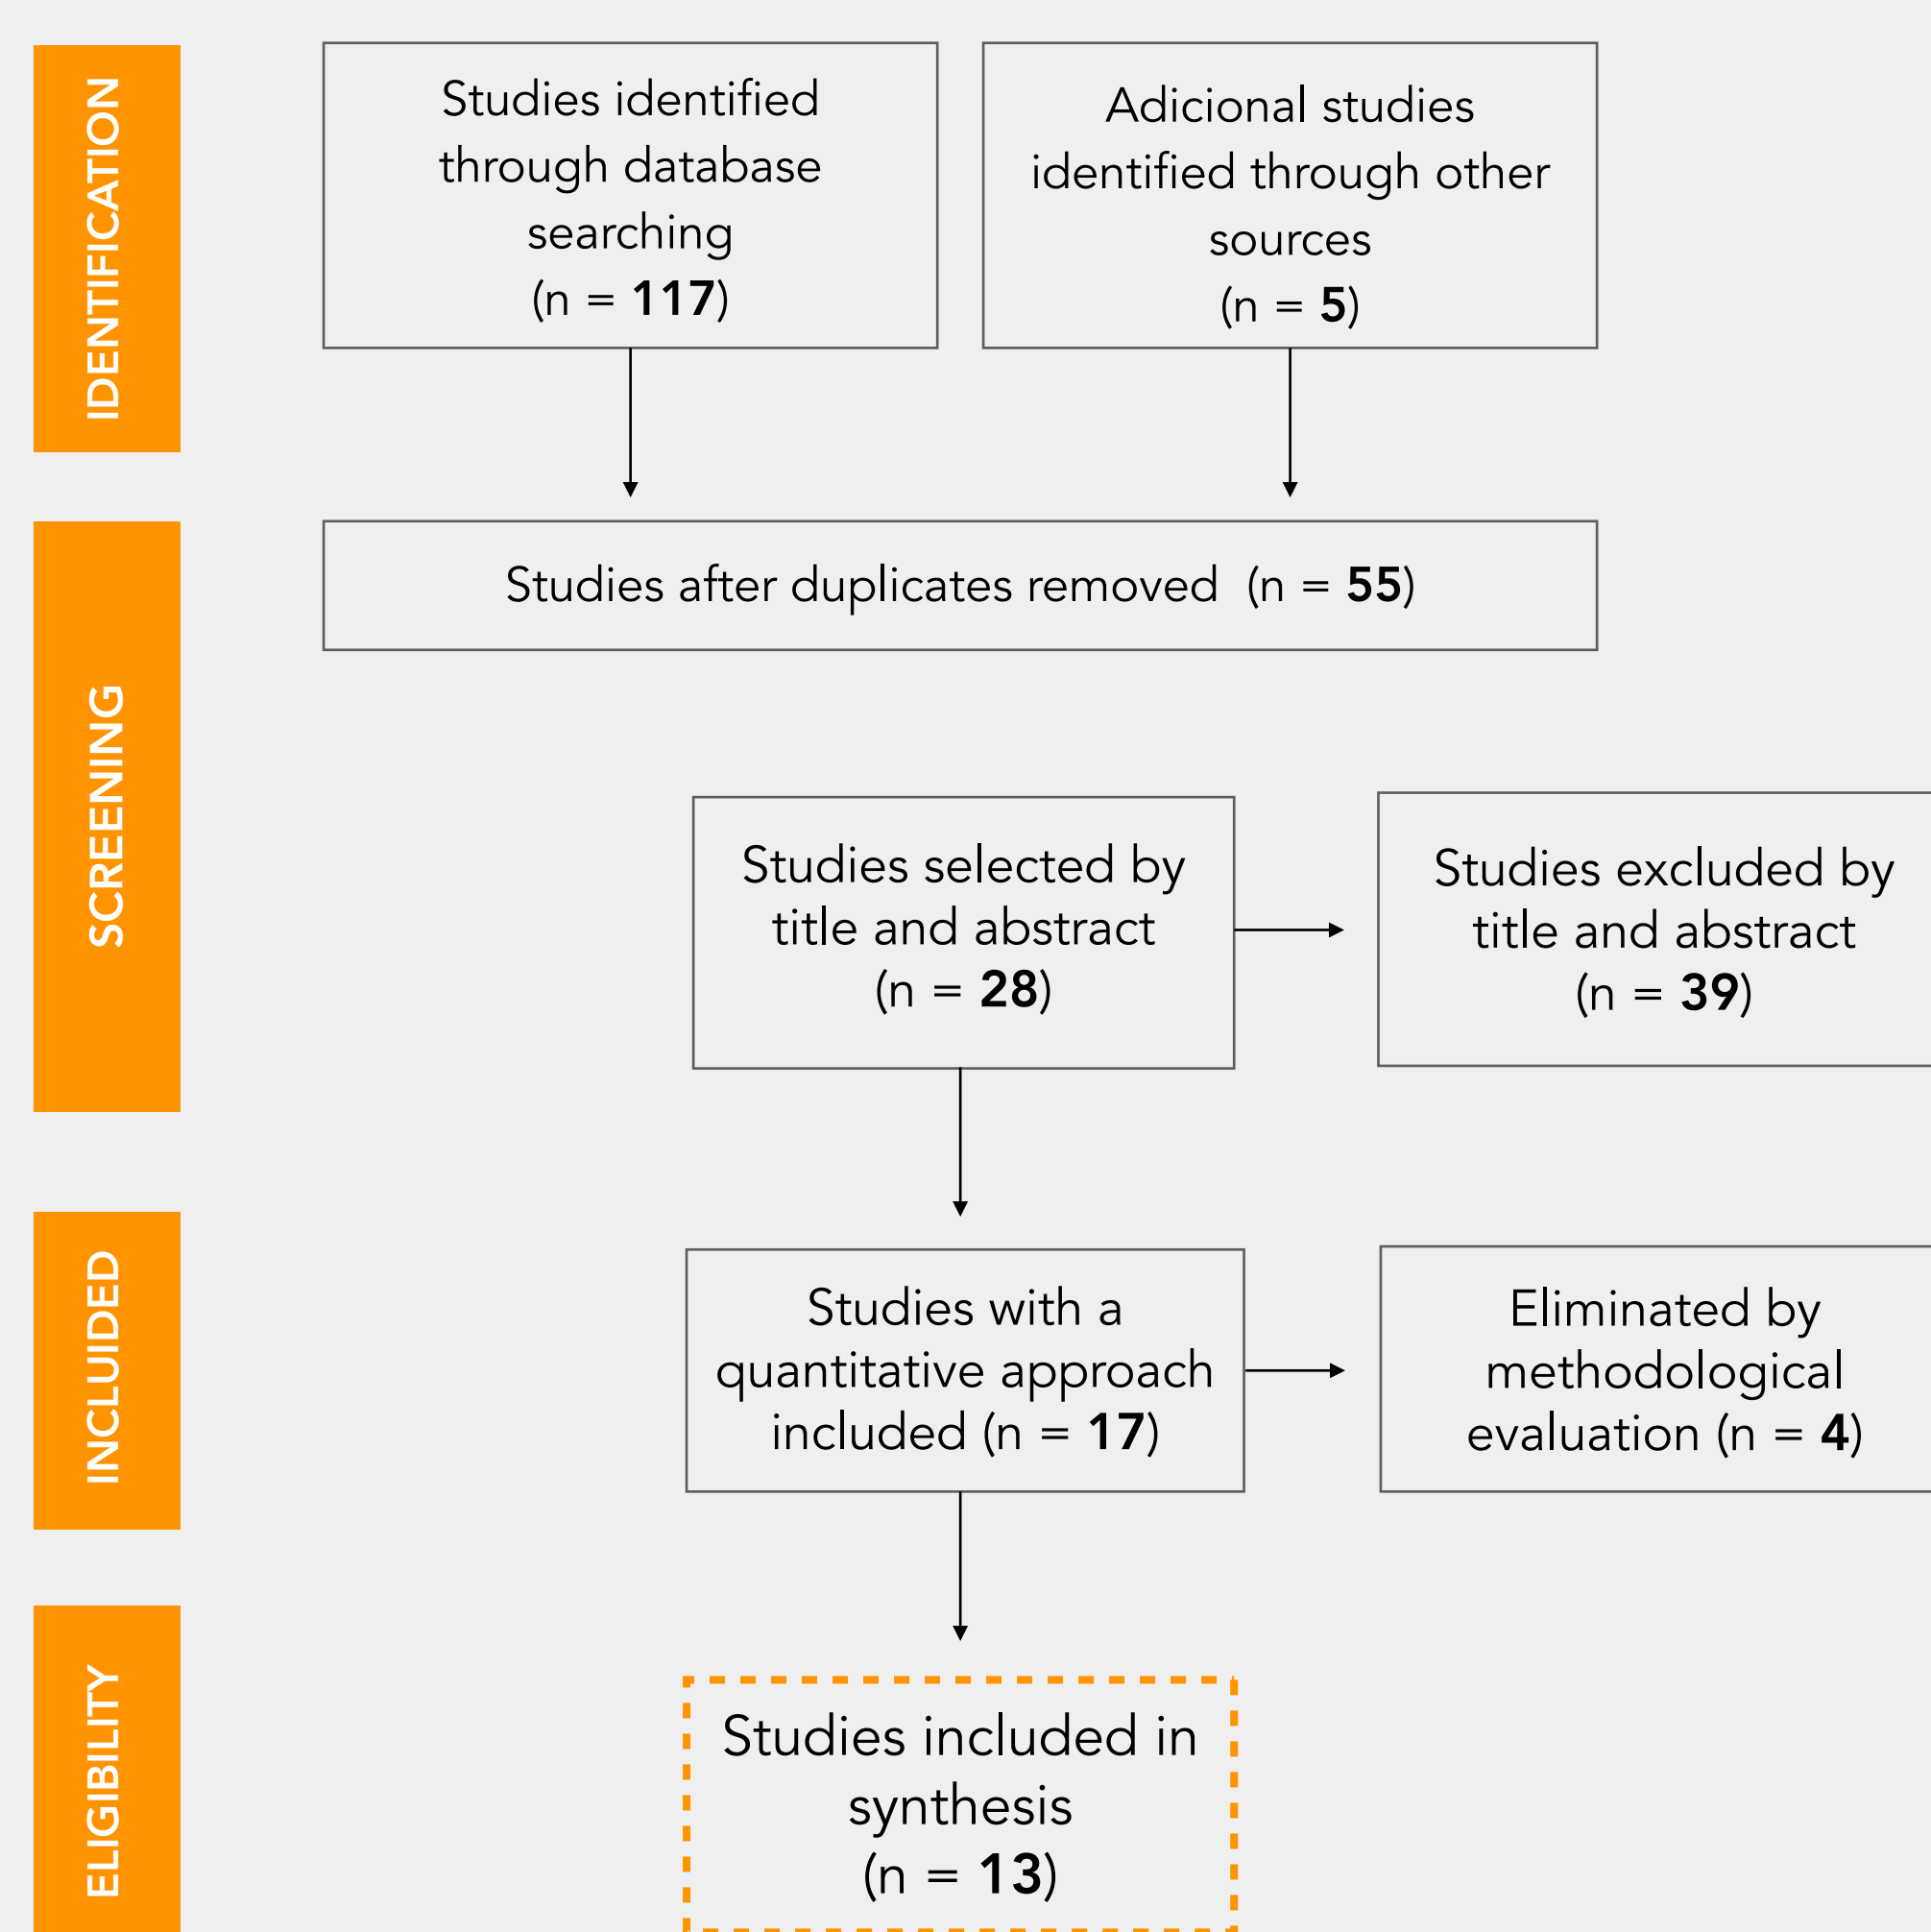 IDENTIFICATION
Studies identified
through database
searching
(n = 117)
Adicional studies
identified through other
sources
(n = 5)
SCREENING
Studies after duplicates removed (n = 55)
Studies selected by
title and abstract
(n = 28)
Studies excluded by
title and abstract
(n = 39)
INCLUIDED
Studies with a
quantitative approach
included (n = 17)
Eliminated by
methodological
evaluation (n = 4)
ELIGIBILITY
Studies included in
synthesis
(n = 13)